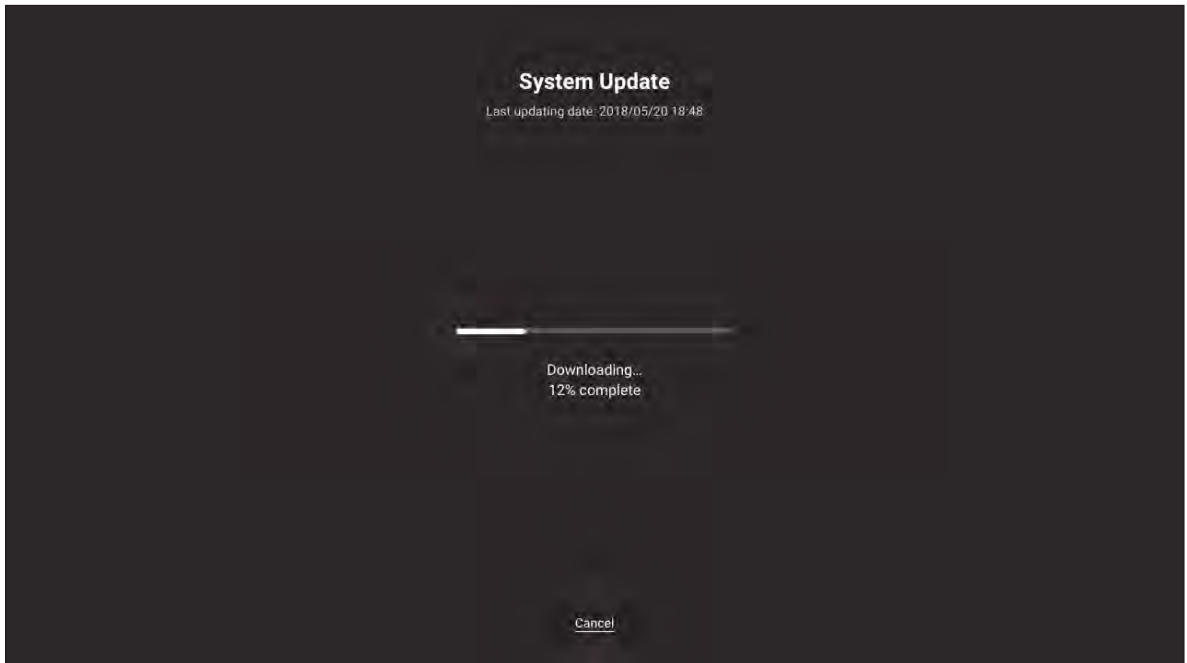 System Update
Last updating date: 2018/05/20 18:48
Downloading...
12% complete
Cancel